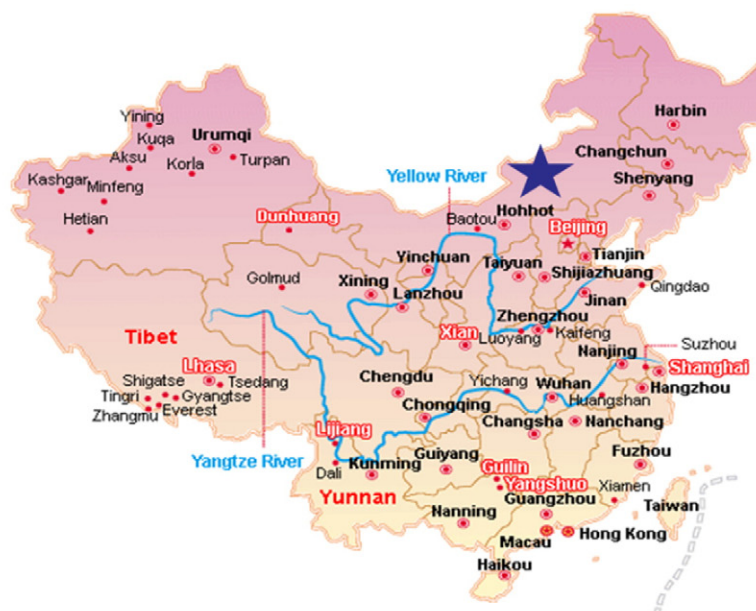 Harbin
Yining
Kuqa
Urumqi
Changchun
Aksu
Korla
Turpan
Yellow River
Kashgar
Minfeng
Shenyang
Hetian
Dunhuang
Baotou
Hohhot
Beijing
Yinchuan
Tianjin
Golmud
Xining
Taiyuan
Shijiazhuang
Qingdao
Lanzhou
Jinan
Tibet
Xian
Zhengzhou
Luoyang
Kaifeng
Suzhou
Nanjing
Lhasa
Shanghai
Shigatse
Tsedang
Chengdu
Yichang
Wuhan
Hangzhou
Tingri
Gyangtse
Huangshan
Zhangmu
Everest
Chongqing
Changsha
Nanchang
Lijiang
Yangtze River
Dali
Kunming
Guiyang
Guilin
Fuzhou
Yunnan
Yangshuo
Xiamen
Guangzhou
Taiwan
Nanning
Macau
Hong Kong
Haikou